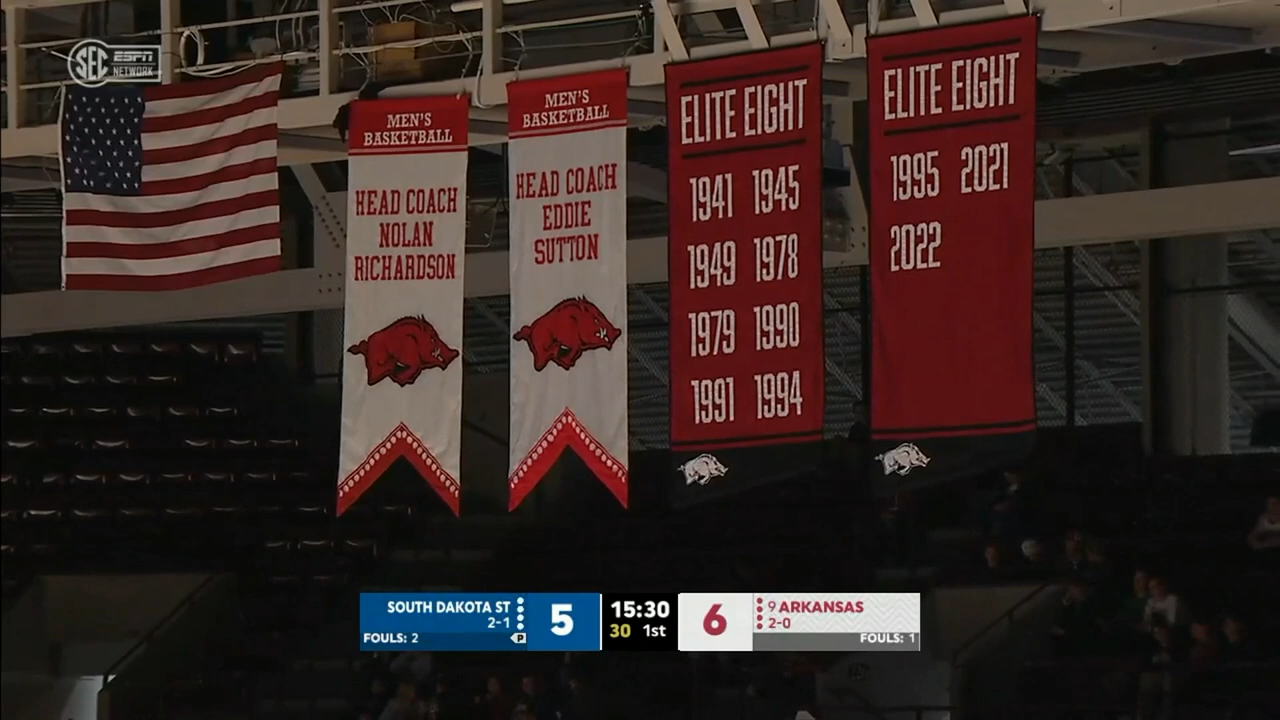 SEC ESPN
NETWORK
MEN'S
BASKETBALL
HEAD COACH
NOLAN
RICHARDSON
MEN'S
BASKETBALL
HEAD COACH
EDDIE
SUTTON
ELITE EIGHT
1941 1945
1949 1978
1979 1990
1991 1994
ELITE EIGHT
1995 2021
2022
SOUTH DAKOTA ST
2-1
FOULS: 2
P
5
15:30
30 1st
6
9 ARKANSAS
2-0
FOULS: 1